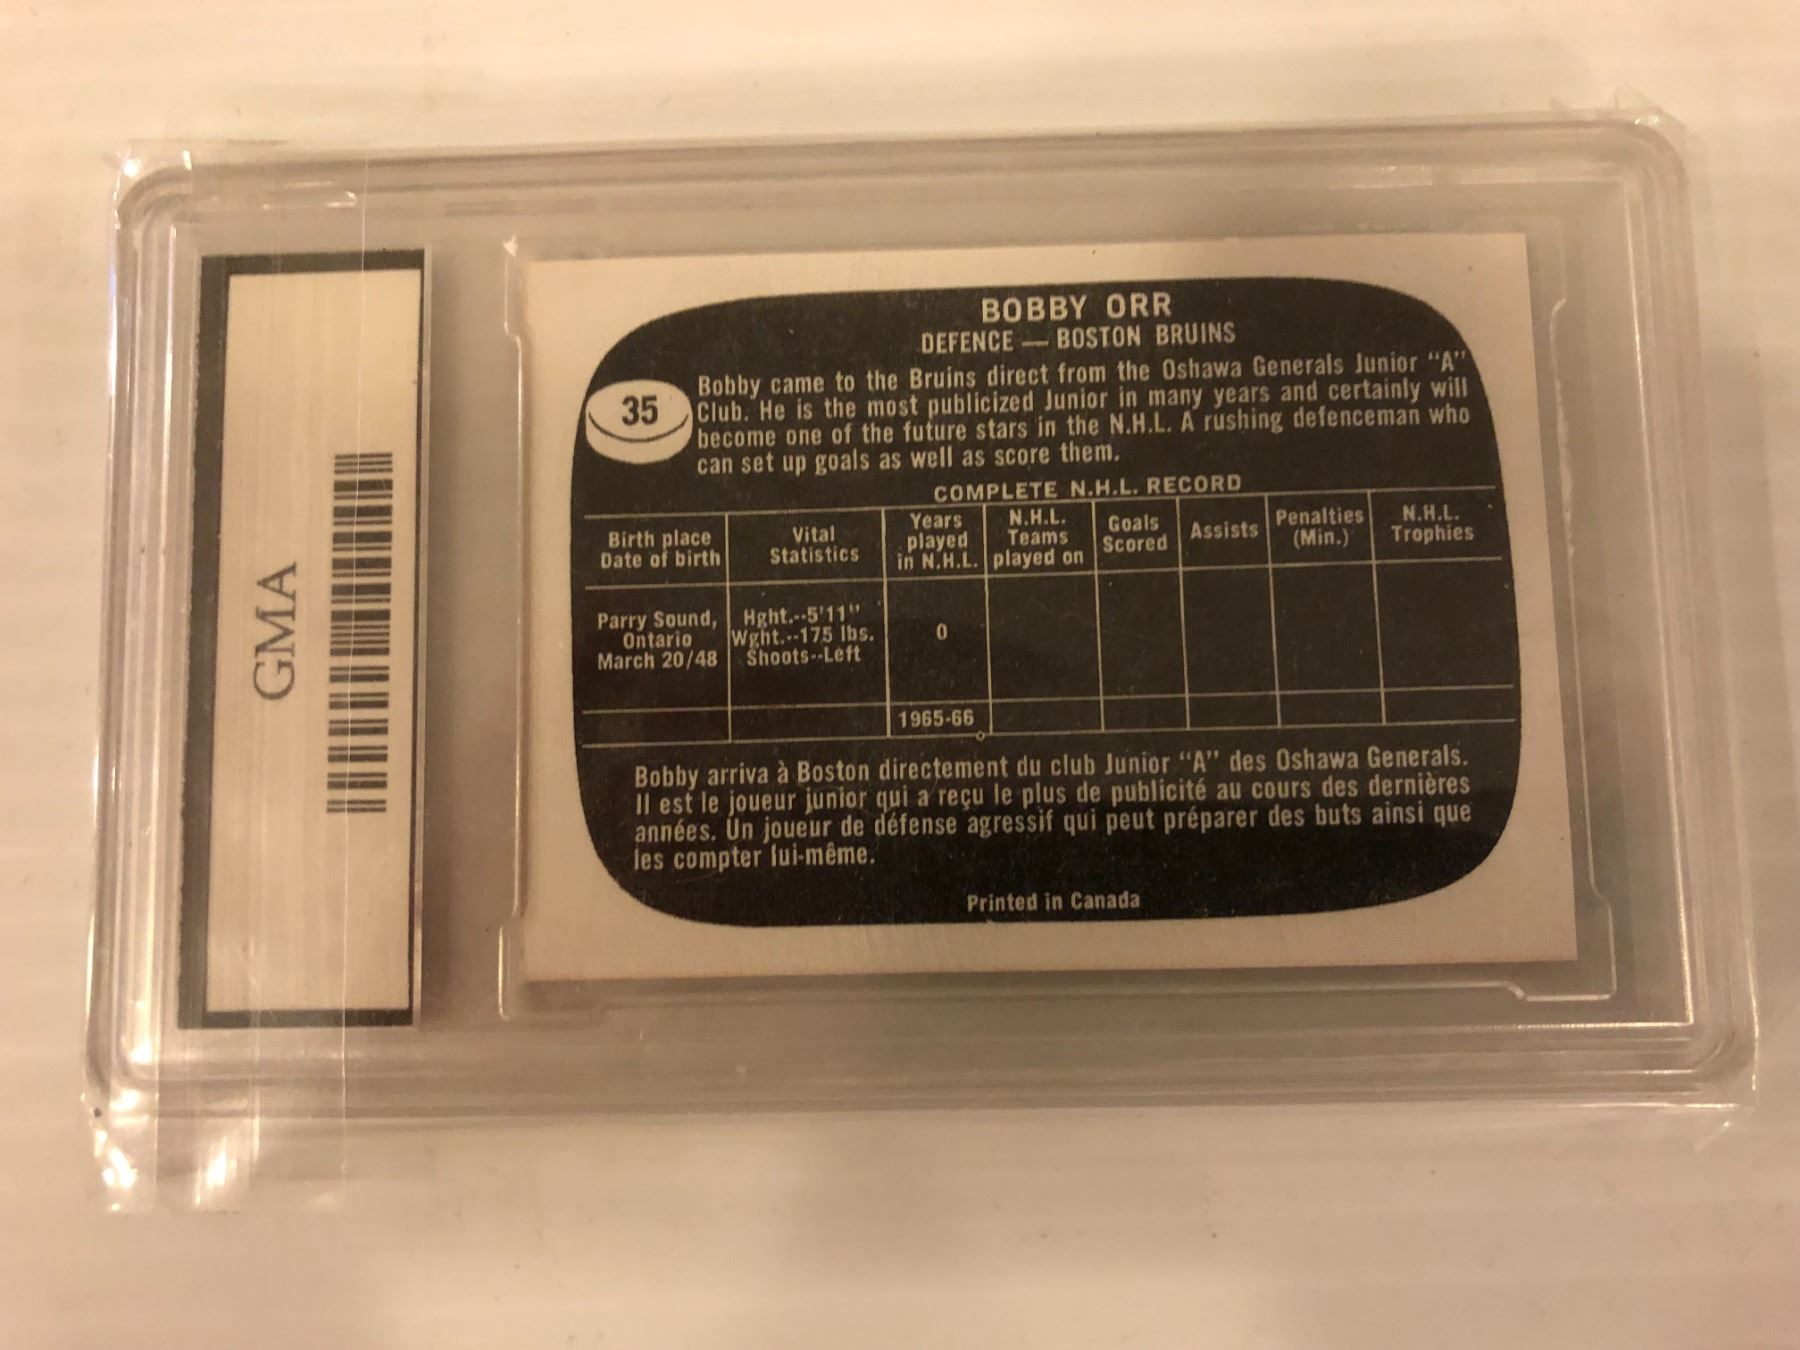 GMA
BOBBY ORR
DEFENCE — BOSTON BRUINS
35
Bobby came to the Bruins direct from the Oshawa Generals Junior “A”
Club. He is the most publicized Junior in many years and certainly will
become one of the future stars in the N.H.L. A rushing defenceman who
can set up goals as well as score them.
COMPLETE N.H.L. RECORD
Birth place
Date of birth
Vital
Statistics
Years
played
in N.H.L.
N.H.L.
Teams
played on
Goals
Scored
Assists
Penalties
(Min.)
N.H.L.
Trophies
Parry Sound,
Ontario
March 20/48
Hght.--5'11”
Wght.--175 lbs.
Shoots--Left
0
1965-66
Bobby arriva à Boston directement du club Junior “A” des Oshawa Generals.
Il est le joueur junior qui a reçu le plus de publicité au cours des dernières
années. Un joueur de défense agressif qui peut préparer des buts ainsi que
les compter lui-même.
Printed in Canada